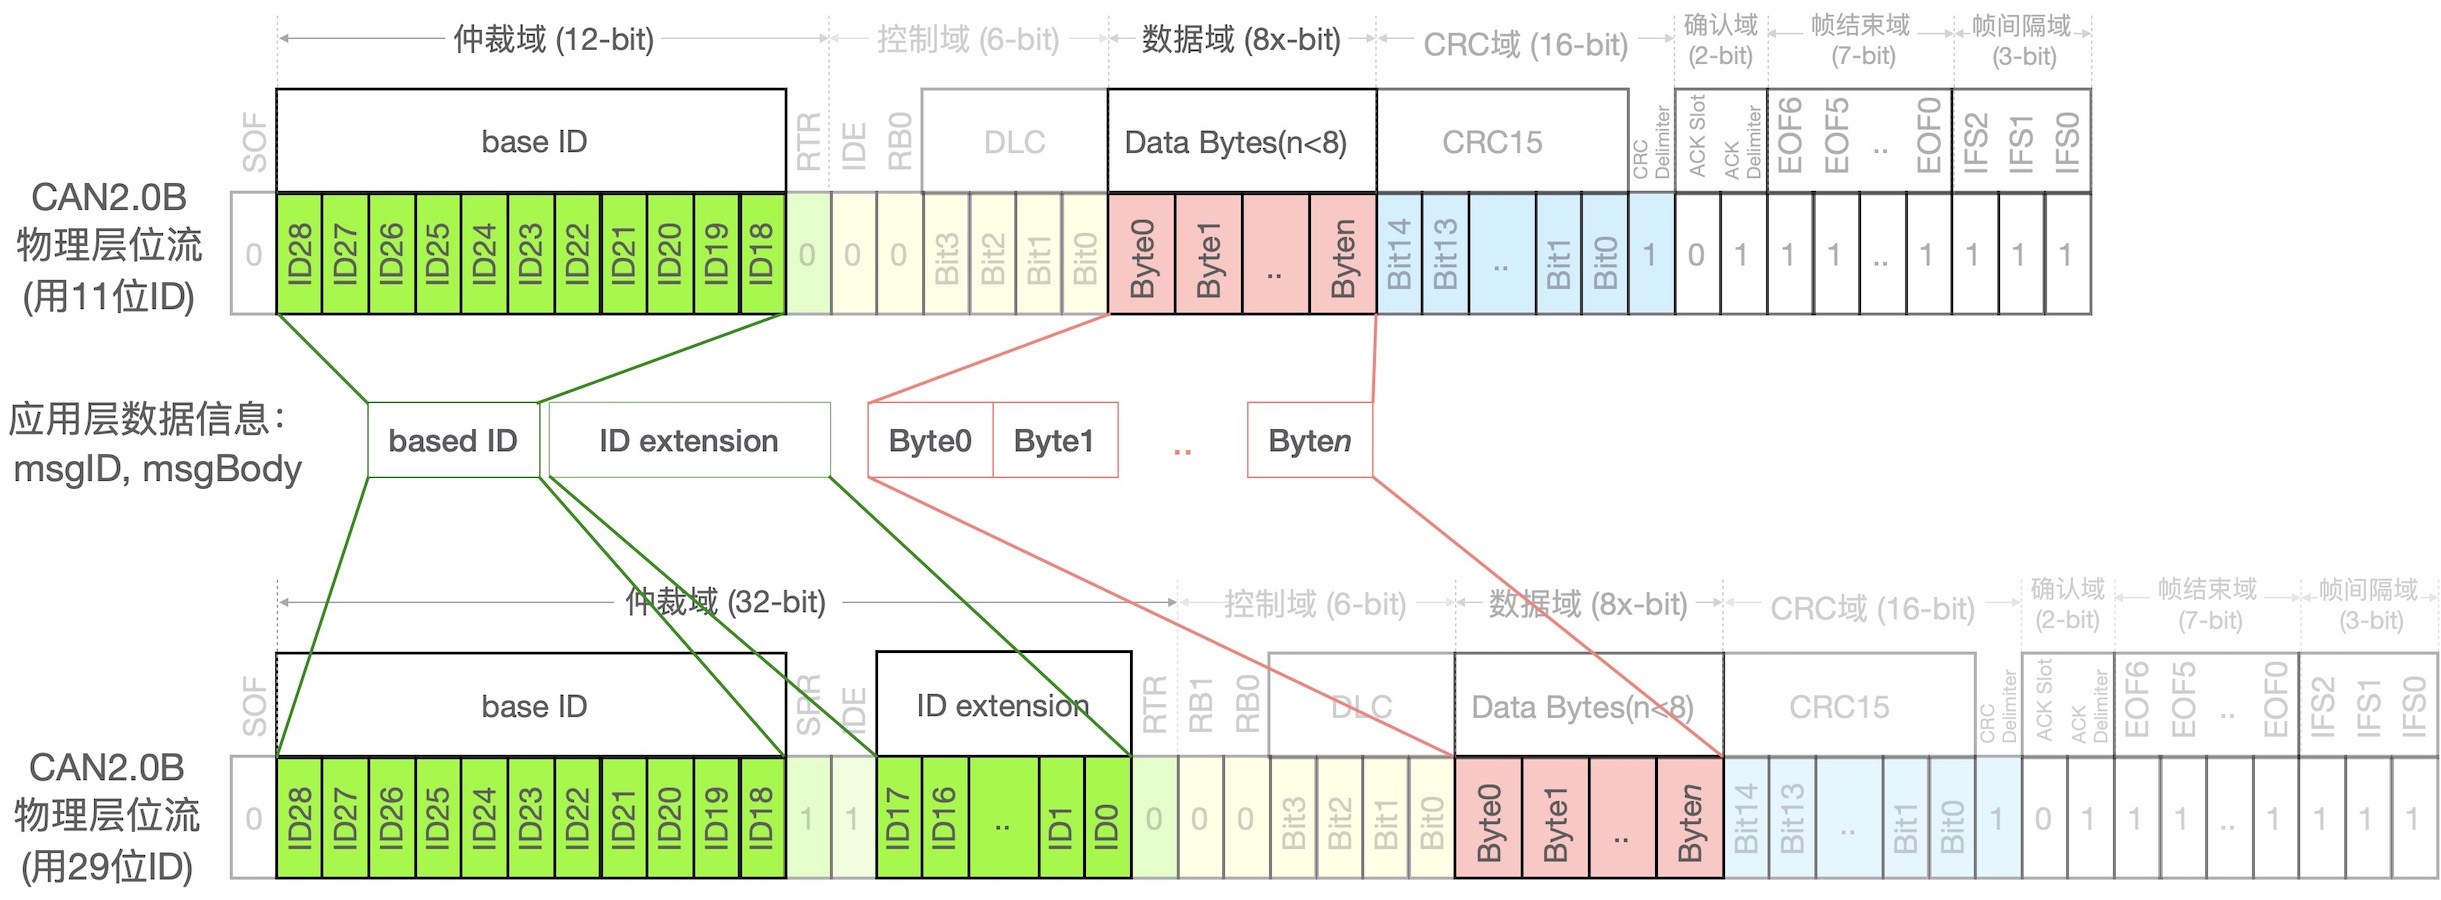 仲裁域 (12-bit)
控制域 (6-bit)
数据域 (8x-bit)
CRC域 (16-bit)
确认域
(2-bit)
帧结束域
(7-bit)
帧间隔域
(3-bit)
SOF
base ID
RTR
IDE
RB0
DLC
Data Bytes(n<8)
CRC15
CRC
Delimiter
ACK Slot
ACK
Delimiter
EOF6
EOF5
..
EOF0
IFS2
IFS1
IFS0
CAN2.0B
物理层位流
(用11位ID)
0
ID28
ID27
ID26
ID25
ID24
ID23
ID22
ID21
ID20
ID19
ID18
0
0
0
Bit3
Bit2
Bit1
Bit0
Byte0
Byte1
..
Byten
Bit14
Bit13
..
Bit1
Bit0
1
0
1
1
1
..
1
1
1
1
应用层数据信息:
msgID, msgBody
based ID
ID extension
Byte0
Byte1
..
Byten
仲裁域 (32-bit)
控制域 (6-bit)
数据域 (8x-bit)
CRC域 (16-bit)
确认域
(2-bit)
帧结束域
(7-bit)
帧间隔域
(3-bit)
SOF
base ID
SRR
IDE
ID extension
RTR
RB1
RB0
DLC
Data Bytes(n<8)
CRC15
CRC
Delimiter
ACK Slot
ACK
Delimiter
EOF6
EOF5
..
EOF0
IFS2
IFS1
IFS0
CAN2.0B
物理层位流
(用29位ID)
0
ID28
ID27
ID26
ID25
ID24
ID23
ID22
ID21
ID20
ID19
ID18
1
1
ID17
ID16
..
ID1
ID0
0
0
0
Bit3
Bit2
Bit1
Bit0
Byte0
Byte1
..
Byten
Bit14
Bit13
..
Bit1
Bit0
1
0
1
1
1
..
1
1
1
1